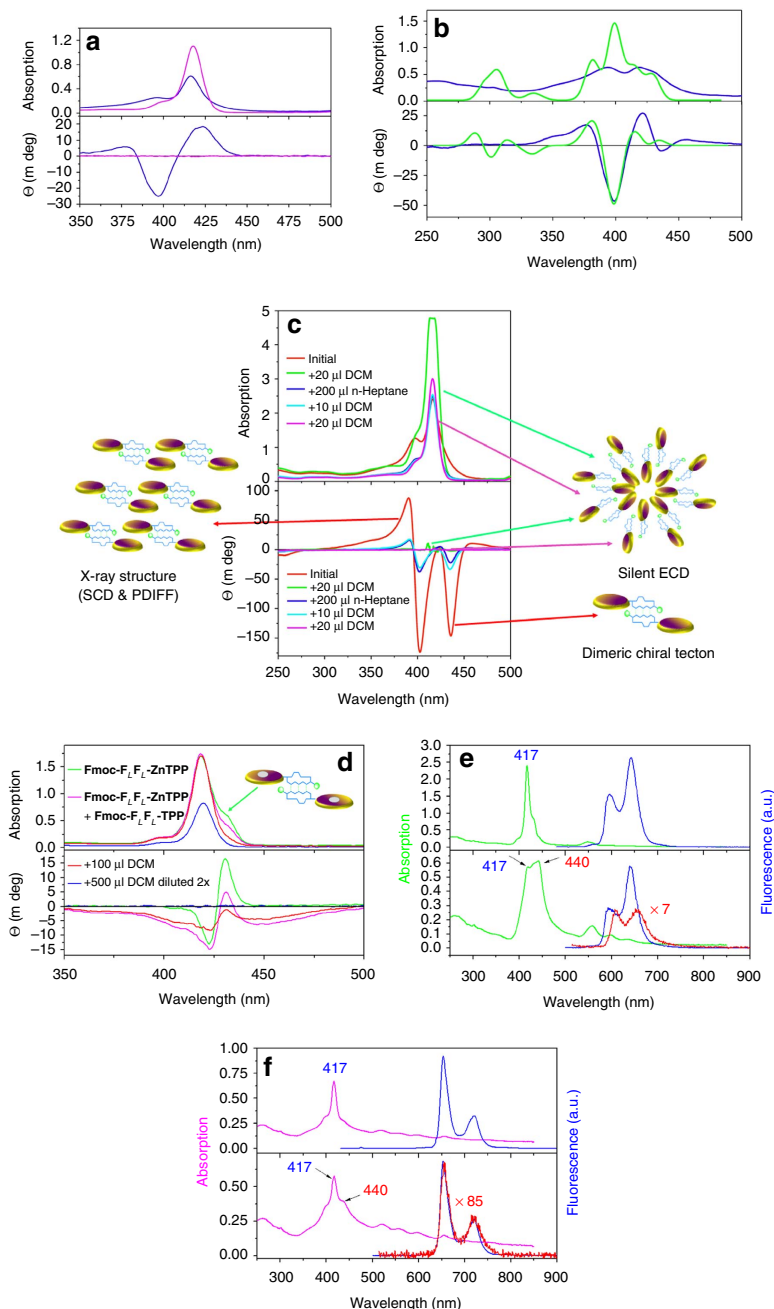 a
Absorption
1.2
0.8
0.4
0.0
Θ (m deg)
20
10
0
−10
−20
−30
350 375 400 425 450 475 500
Wavelength (nm)
b
Absorption
1.5
1.0
0.5
0.0
Θ (m deg)
25
0
−25
−50
250 300 350 400 450 500
Wavelength (nm)
c
Absorption
5
4
3
2
1
0
Initial
+20 µl DCM
+200 µl n-Heptane
+10 µl DCM
+20 µl DCM
Θ (m deg)
100
50
0
−50
−100
−150
Initial
+20 µl DCM
+200 µl n-Heptane
+10 µl DCM
+20 µl DCM
250 300 350 400 450 500
Wavelength (nm)
X-ray structure
(SCD & PDIFF)
Silent ECD
Dimeric chiral tecton
d
Absorption
1.5
1.0
0.5
0.0
Fmoc-FLFL-ZnTPP
Fmoc-FLFL-ZnTPP
+ Fmoc-FLFL-TPP
Θ (m deg)
15
10
5
0
−5
−10
−15
+100 µl DCM
+500 µl DCM diluted 2x
350 400 450 500
Wavelength (nm)
e
Absorption
Fluorescence (a.u.)
3.0
2.5
2.0
1.5
1.0
0.5
0.0
417
0.6
0.5
0.4
0.3
0.2
0.1
0.0
417
440
× 7
300 400 500 600 700 800 900
Wavelength (nm)
f
Absorption
Fluorescence (a.u.)
1.00
0.75
0.50
0.25
0.00
417
0.50
0.25
0.00
417
440
× 85
300 400 500 600 700 800 900
Wavelength (nm)